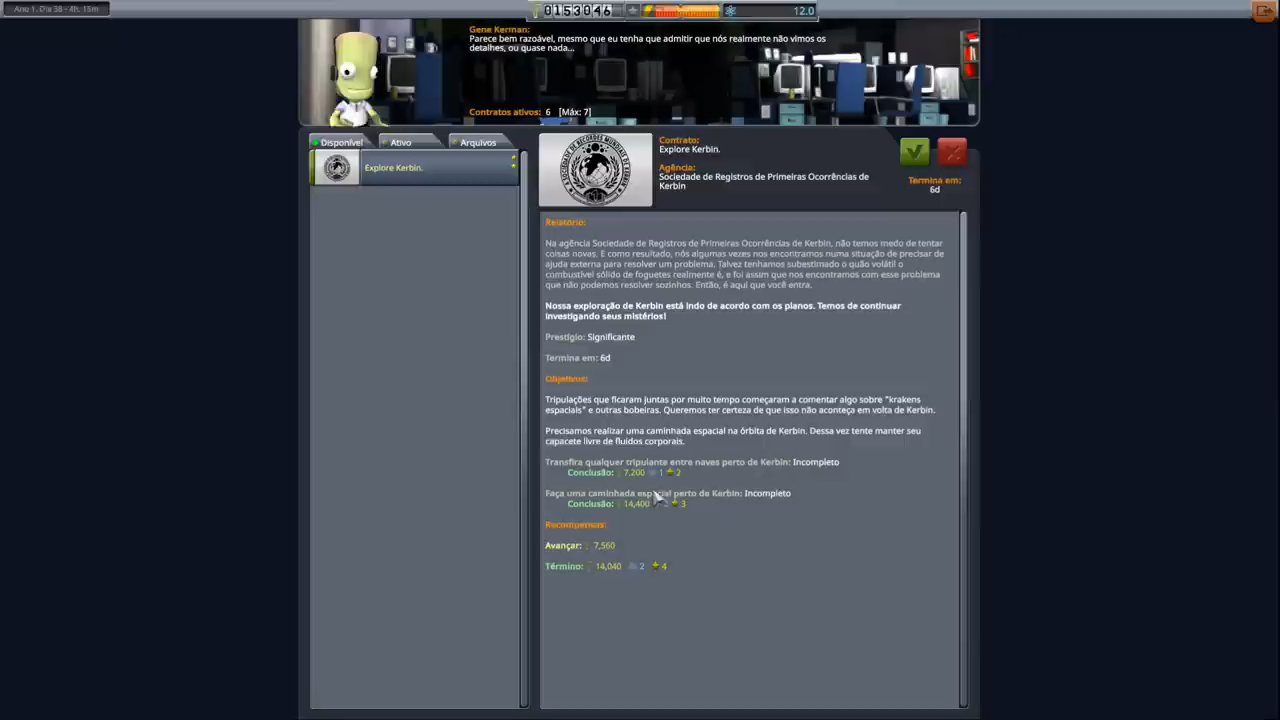 Ano 1, Dia 38 - 4h, 15m
0153046
12.0
Gene Kerman:
Parece bem razoável, mesmo que eu tenha que admitir que nós realmente não vimos os
detalhes, ou quase nada...
Contratos ativos: 6 [Máx: 7]
Disponível
Ativo
Arquivos
Explore Kerbin.
SOCIEDADE DE RECORDES MUNDIAL DE KERBIN
Contrato:
Explore Kerbin.
Agência:
Sociedade de Registros de Primeiras Ocorrências de
Kerbin
Termina em:
6d
Relatório:
Na agência Sociedade de Registros de Primeiras Ocorrências de Kerbin, não temos medo de tentar
coisas novas. E como resultado, nós algumas vezes nos encontramos numa situação de precisar de
ajuda externa para resolver um problema. Talvez tenhamos subestimado o quão volátil o
combustível sólido de foguetes realmente é, e foi assim que nos encontramos com esse problema
que não podemos resolver sozinhos. Então, é aqui que você entra.
Nossa exploração de Kerbin está indo de acordo com os planos. Temos de continuar
investigando seus mistérios!
Prestígio: Significante
Termina em: 6d
Objetivos:
Tripulações que ficaram juntas por muito tempo começaram a comentar algo sobre "krakens
espaciais" e outras bobeiras. Queremos ter certeza de que isso não aconteça em volta de Kerbin.
Precisamos realizar uma caminhada espacial na órbita de Kerbin. Dessa vez tente manter seu
capacete livre de fluidos corporais.
Transfira qualquer tripulante entre naves perto de Kerbin: Incompleto
Conclusão: 7,200 1 2
Faça uma caminhada espacial perto de Kerbin: Incompleto
Conclusão: 14,400 2 3
Recompensas:
Avançar: 7,560
Término: 14,040 2 4